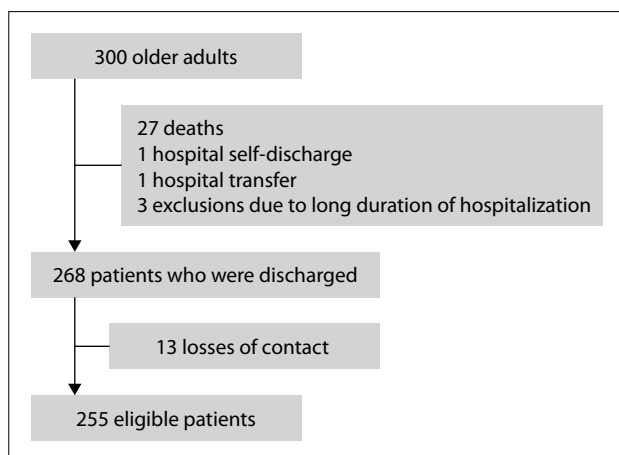 300 older adults
27 deaths
1 hospital self-discharge
1 hospital transfer
3 exclusions due to long duration of hospitalization
268 patients who were discharged
13 losses of contact
255 eligible patients